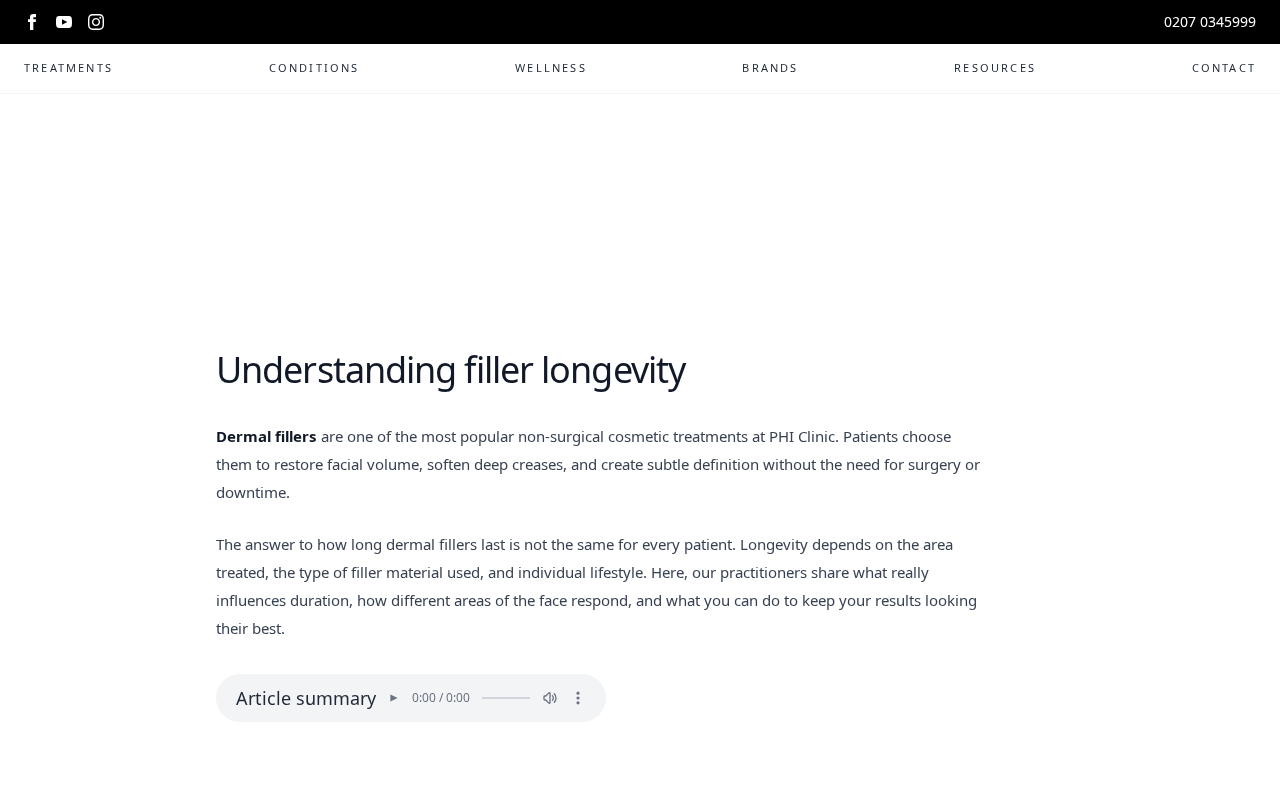 0207 0345999
TREATMENTS CONDITIONS WELLNESS BRANDS RESOURCES CONTACT
Understanding filler longevity
Dermal fillers are one of the most popular non-surgical cosmetic treatments at PHI Clinic. Patients choose
them to restore facial volume, soften deep creases, and create subtle definition without the need for surgery or
downtime.
The answer to how long dermal fillers last is not the same for every patient. Longevity depends on the area
treated, the type of filler material used, and individual lifestyle. Here, our practitioners share what really
influences duration, how different areas of the face respond, and what you can do to keep your results looking
their best.
Article summary 0:00 / 0:00